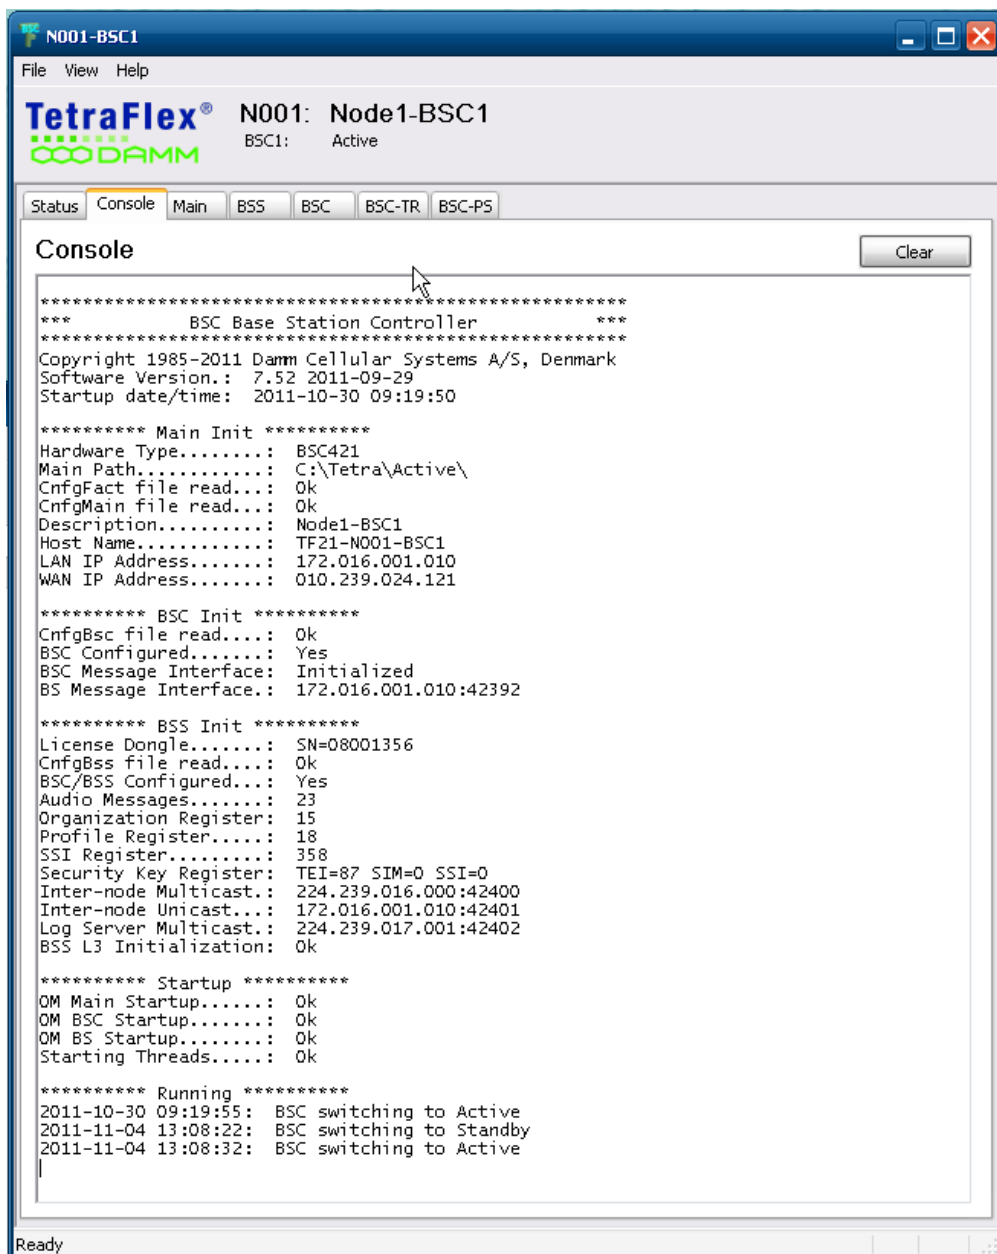 N001-BSC1
File View Help
TetraFlex® N001: Node1-BSC1
DAMM BSC1: Active
Status Console Main BSS BSC BSC-TR BSC-PS
Console Clear
*******************************************************
*** BSC Base Station Controller ***
*******************************************************
Copyright 1985-2011 Damm Cellular Systems A/S, Denmark
Software Version.: 7.52 2011-09-29
Startup date/time: 2011-10-30 09:19:50
********** Main Init **********
Hardware Type........: BSC421
Main Path............: C:\Tetra\Active\
CnfgFact file read...: Ok
CnfgMain file read...: Ok
Description..........: Node1-BSC1
Host Name............: TF21-N001-BSC1
LAN IP Address.......: 172.016.001.010
WAN IP Address.......: 010.239.024.121
********** BSC Init **********
CnfgBsc file read....: Ok
BSC Configured.......: Yes
BSC Message Interface: Initialized
BS Message Interface.: 172.016.001.010:42392
********** BSS Init **********
License Dongle.......: SN=08001356
CnfgBss file read....: Ok
BSC/BSS Configured...: Yes
Audio Messages.......: 23
Organization Register: 15
Profile Register.....: 18
SSI Register.........: 358
Security Key Register: TEI=87 SIM=0 SSI=0
Inter-node Multicast.: 224.239.016.000:42400
Inter-node Unicast...: 172.016.001.010:42401
Log Server Multicast.: 224.239.017.001:42402
BSS L3 Initialization: Ok
********** Startup **********
OM Main Startup......: Ok
OM BSC Startup.......: Ok
OM BS Startup........: Ok
Starting Threads.....: Ok
********** Running **********
2011-10-30 09:19:55: BSC switching to Active
2011-11-04 13:08:22: BSC switching to Standby
2011-11-04 13:08:32: BSC switching to Active
Ready